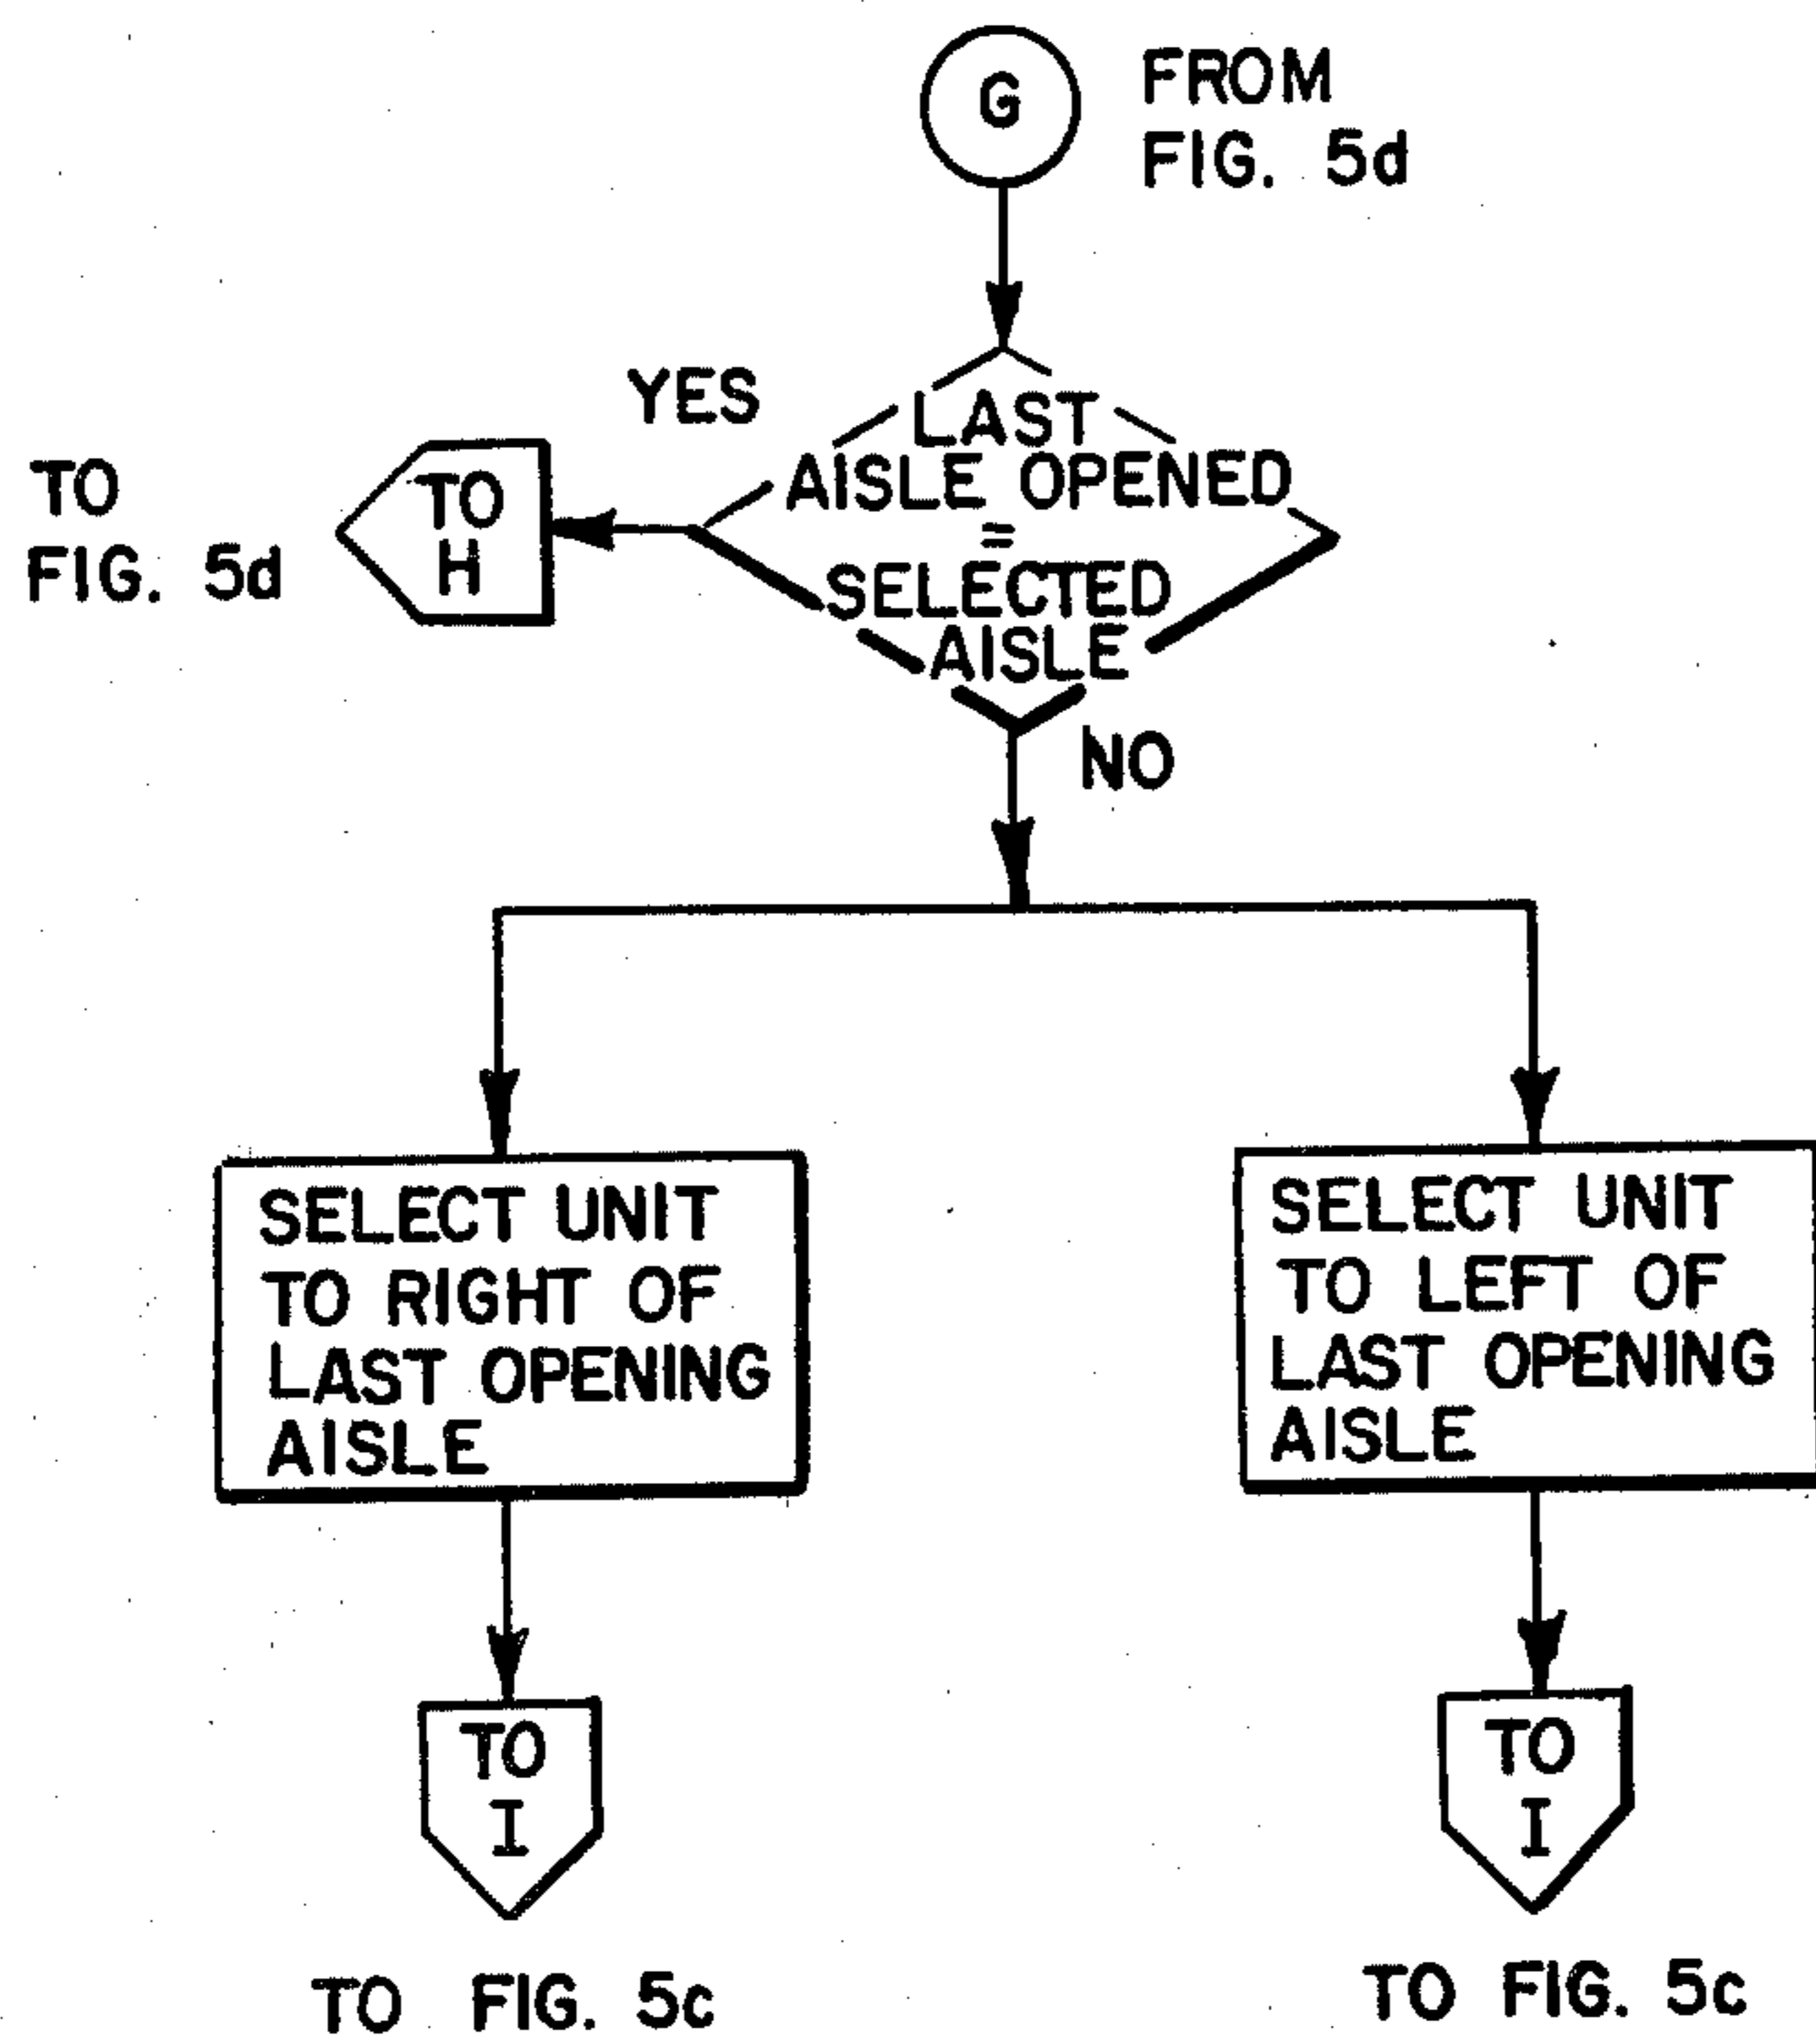 G
FROM
FIG. 5d
YES
LAST
AISLE OPENED
=
SELECTED
AISLE
TO
FIG. 5d
TO
H
NO
SELECT UNIT
TO RIGHT OF
LAST OPENING
AISLE
SELECT UNIT
TO LEFT OF
LAST OPENING
AISLE
TO
I
TO FIG. 5c
TO
I
TO FIG. 5c